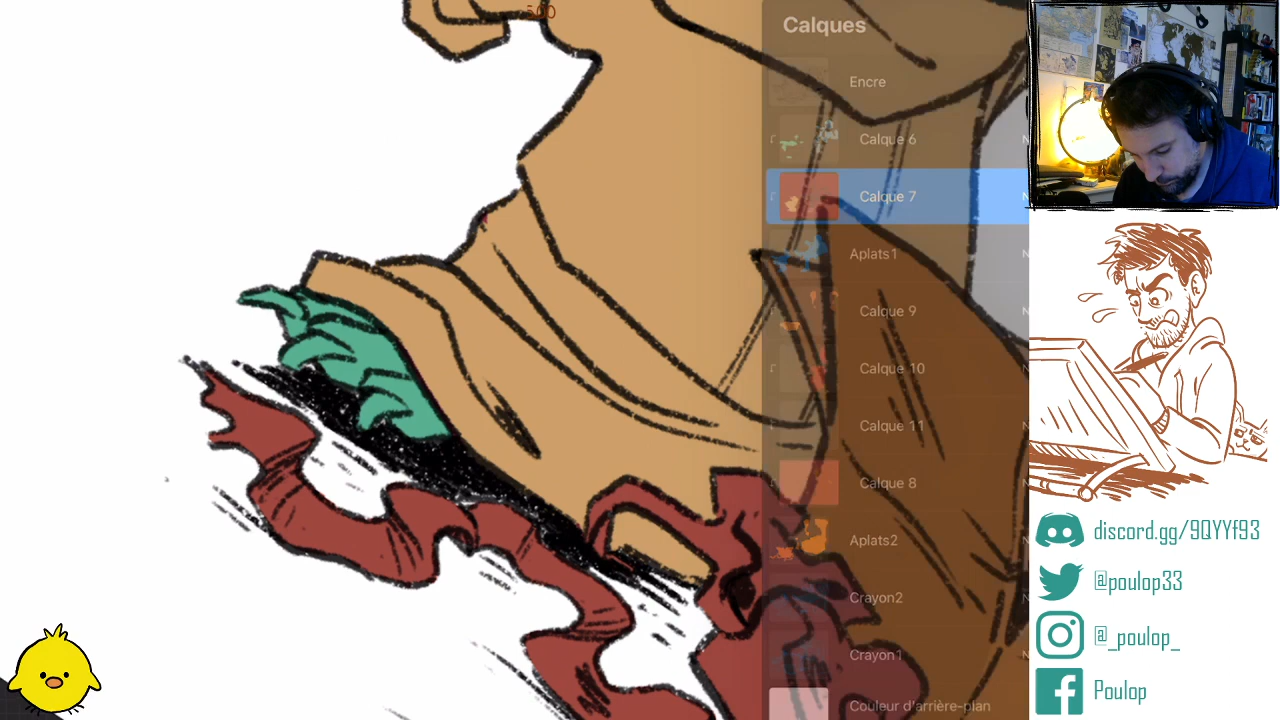 500
Calques
Encre
Calque 6
N
Calque 7
N
Aplats1
N
Calque 9
N
Calque 10
N
Calque 11
N
Calque 8
N
Aplats2
N
Crayon2
N
Crayon1
N
Couleur d'arrière-plan
discord.gg/9QYYf93
@poulop33
@_poulop_
Poulop